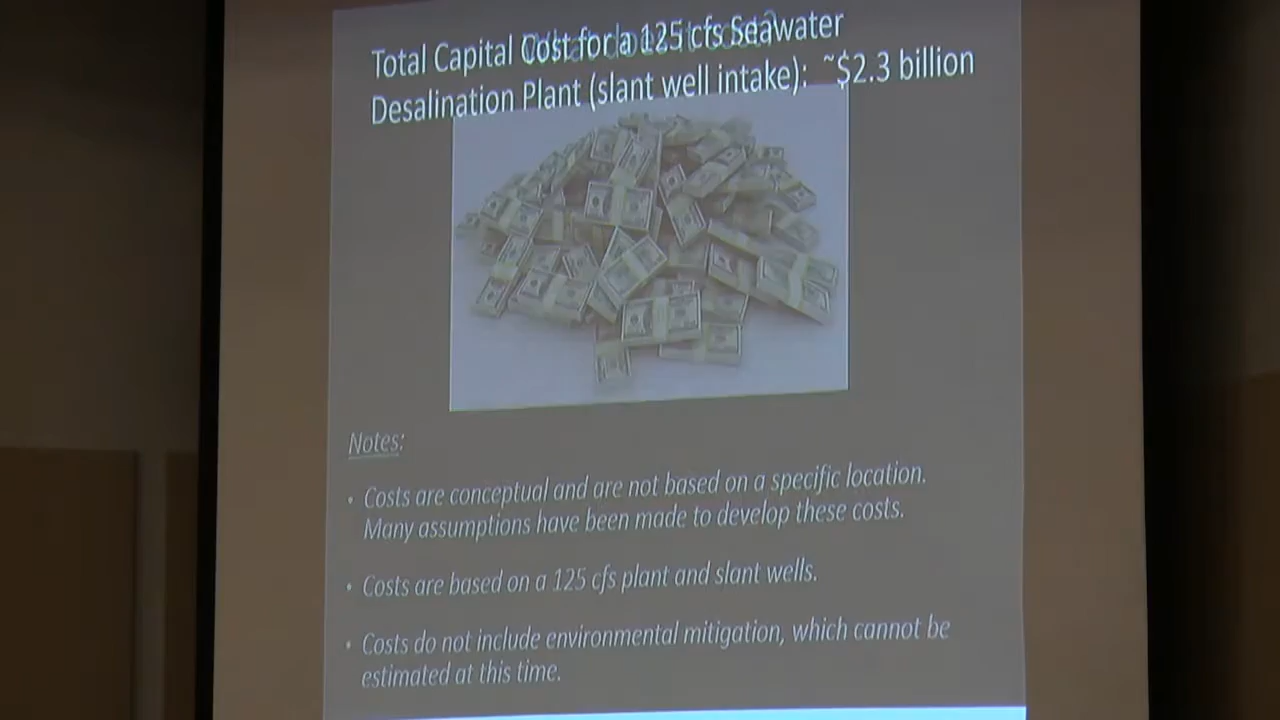 Total Capital Cost for a 125 cfs Seawater
Desalination Plant (slant well intake): ~$2.3 billion
Notes:
• Costs are conceptual and are not based on a specific location.
Many assumptions have been made to develop these costs.
• Costs are based on a 125 cfs plant and slant wells.
• Costs do not include environmental mitigation, which cannot be
estimated at this time.